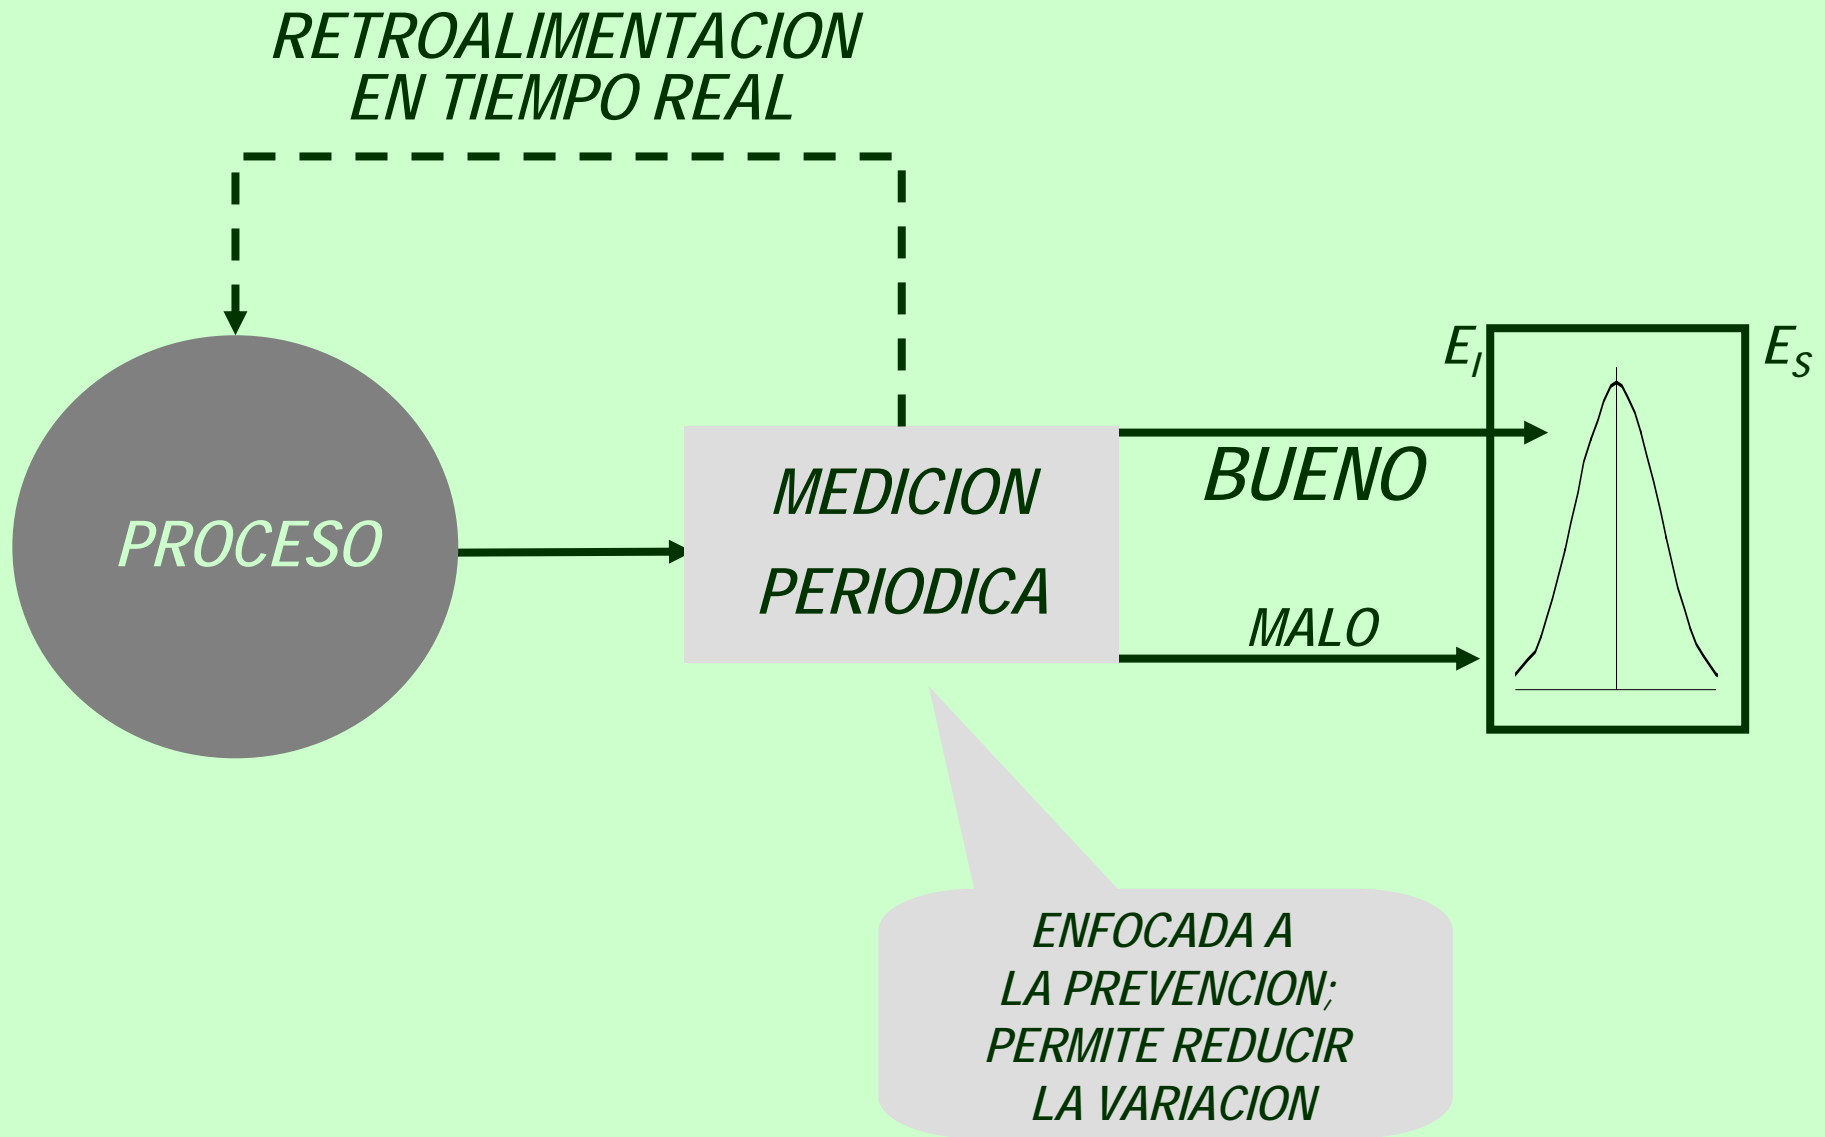 RETROALIMENTACION
EN TIEMPO REAL
PROCESO
MEDICION
PERIODICA
BUENO
MALO
EI
ES
ENFOCADA A
LA PREVENCION;
PERMITE REDUCIR
LA VARIACION